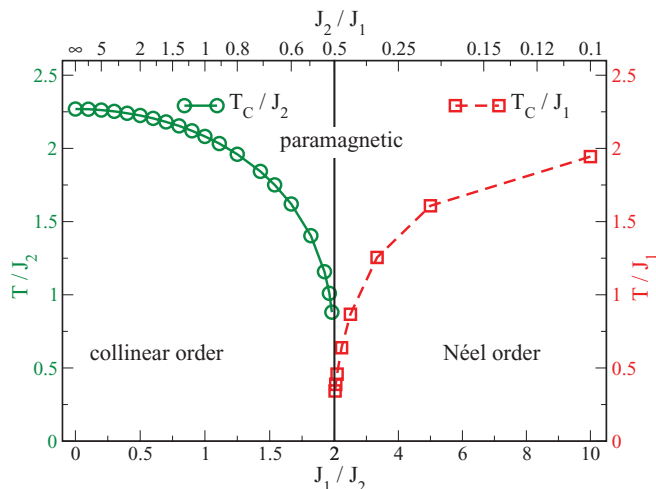 J₂ / J₁
∞ 5 2 1.5 1 0.8 0.6 0.5 0.25 0.15 0.12 0.1
2.5 2.5
T_C / J₂ T_C / J₁
paramagnetic
2 2
1.5 1.5
T / J₂ T / J₁
1 1
collinear order Néel order
0.5 0.5
0 0
0 0.5 1 1.5 2 4 6 8 10
J₁ / J₂